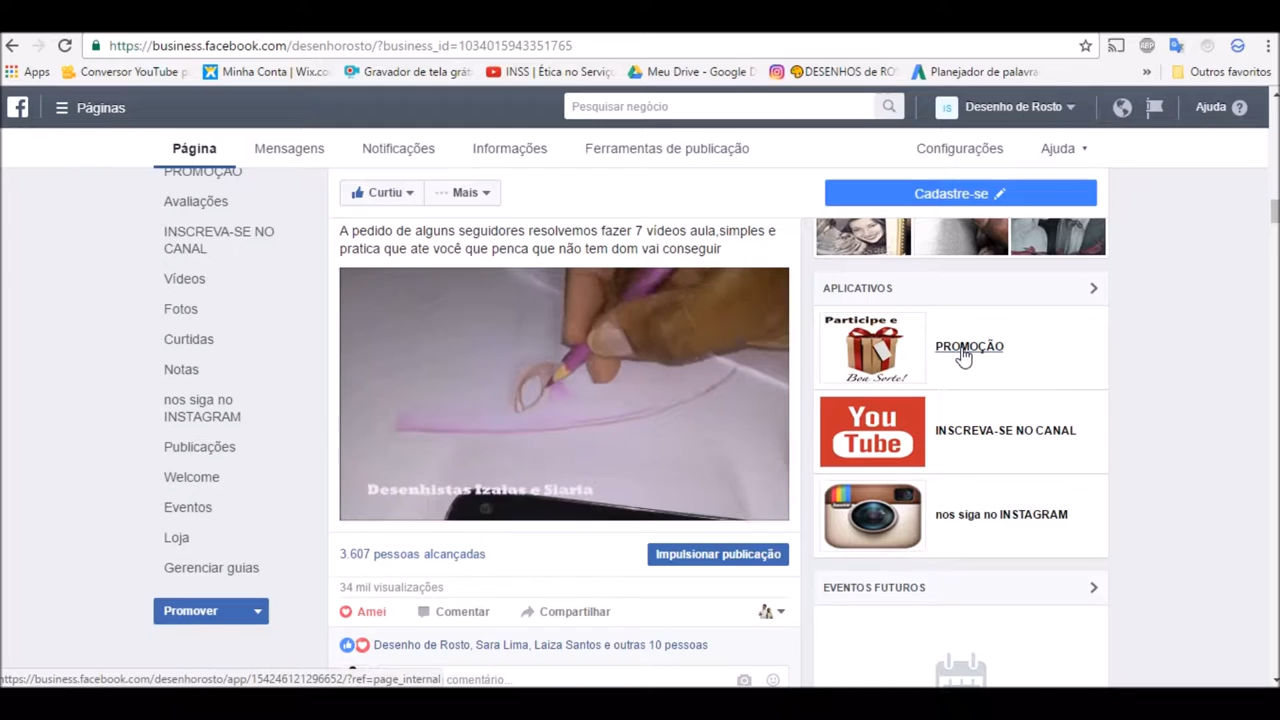 https://business.facebook.com/desenhorosto/?business_id=1034015943351765
Apps
Conversor YouTube p
Minha Conta | Wix.co
Gravador de tela grát
INSS | Ética no Serviç
Meu Drive - Google D
DESENHOS DE RO
Planejador de palavra
» Outros favoritos
Páginas
Pesquisar negócio
IS
Desenho de Rosto
Ajuda ?
Página
Mensagens
Notificações
Informações
Ferramentas de publicação
Configurações
Ajuda
PROMOÇÃO
Avaliações
INSCREVA-SE NO
CANAL
Vídeos
Fotos
Curtidas
Notas
nos siga no
INSTAGRAM
Publicações
Welcome
Eventos
Loja
Gerenciar guias
Promover
Curtiu
··· Mais
Cadastre-se
A pedido de alguns seguidores resolvemos fazer 7 vídeos aula,simples e
pratica que ate você que penca que não tem dom vai conseguir
Desenhistas Izaias e Siaria
3.607 pessoas alcançadas
Impulsionar publicação
34 mil visualizações
Amei
Comentar
Compartilhar
Desenho de Rosto, Sara Lima, Laiza Santos e outras 10 pessoas
comentário...
APLICATIVOS
Participe e
Boa Sorte!
PROMOÇÃO
You
Tube
INSCREVA-SE NO CANAL
nos siga no INSTAGRAM
EVENTOS FUTUROS
https://business.facebook.com/desenhorosto/app/154246121296652/?ref=page_internal